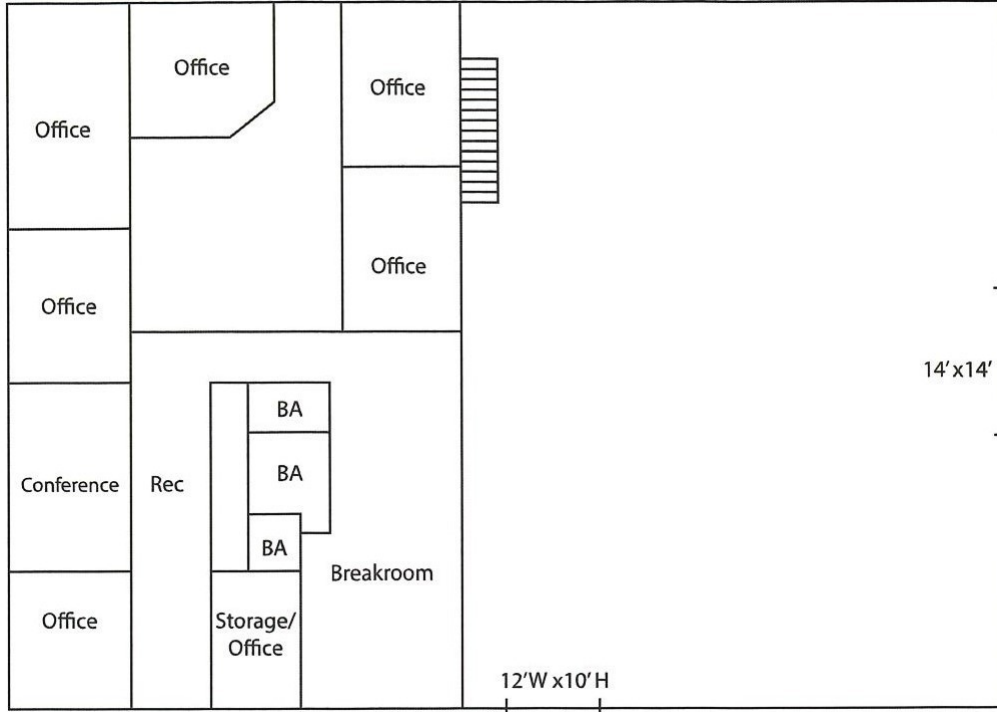 Office
Office
Office
Office
Office
14'x14'
BA
BA
Conference
Rec
BA
Breakroom
Office
Storage/
Office
12'W x10'H